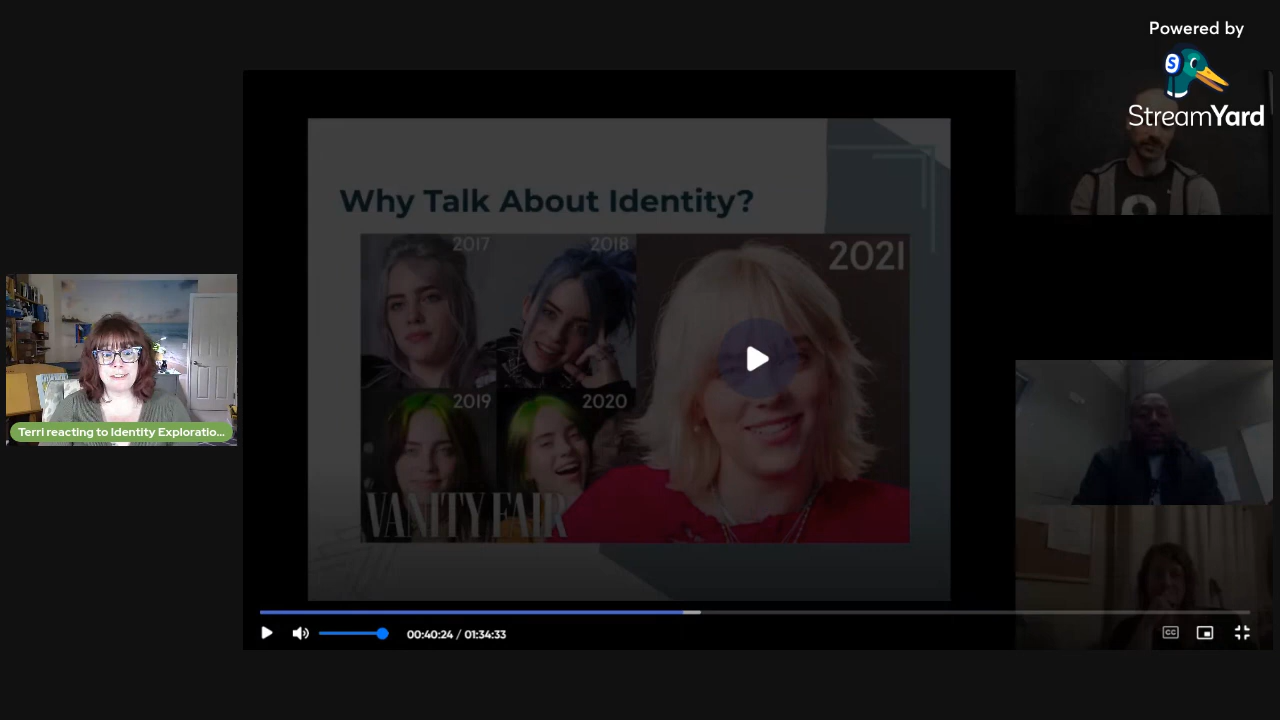 Powered by
StreamYard
Why Talk About Identity?
2017
2018
2021
2019
2020
VANITY FAIR
Terri reacting to Identity Exploratio...
00:40:24 / 01:34:33
CC